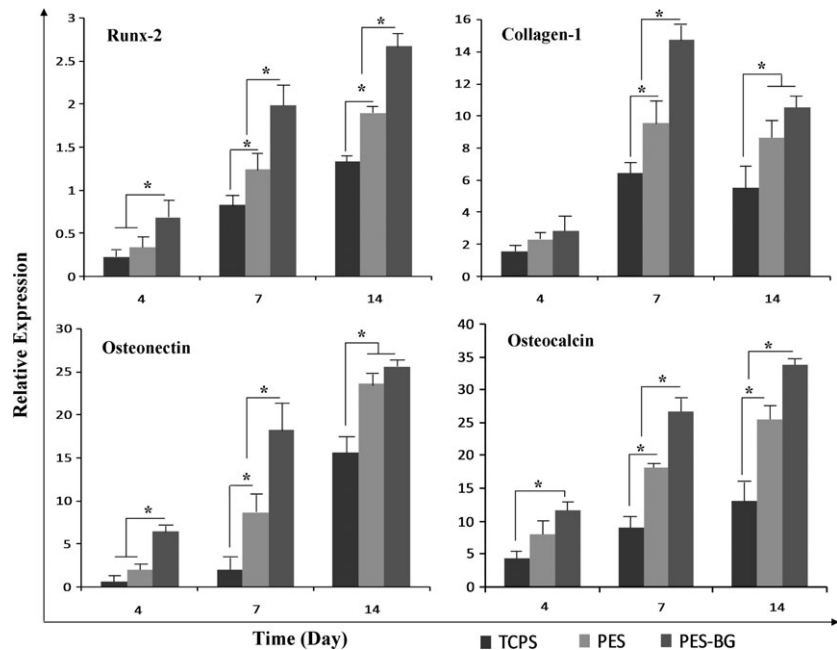 Relative Expression
Runx-2
3
2.5
2
1.5
1
0.5
0
* * * * *
4 7 14
Collagen-1
16
14
12
10
8
6
4
2
0
* * *
4 7 14
Osteonectin
30
25
20
15
10
5
0
* * * *
4 7 14
Osteocalcin
40
35
30
25
20
15
10
5
0
* * * * *
4 7 14
Time (Day)
TCPS PES PES-BG